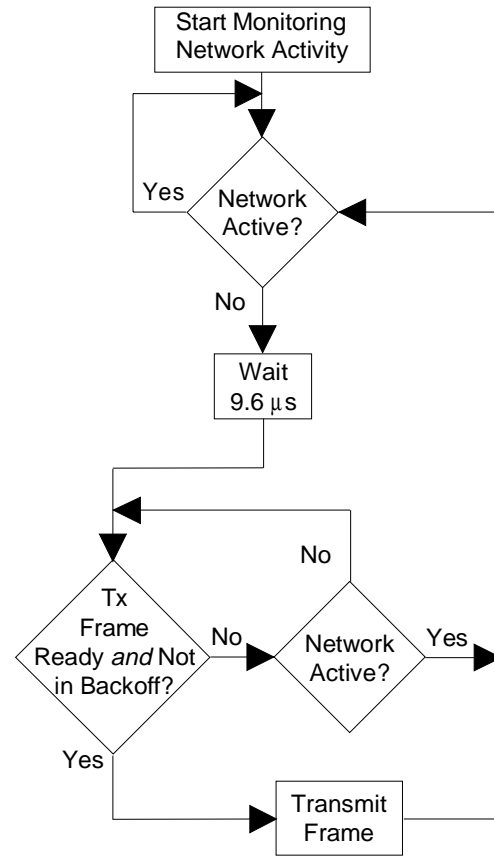 Start Monitoring
Network Activity
Yes
Network
Active?
No
Wait
9.6 μs
No
Tx
Frame
Ready and Not
in Backoff?
No
Network
Active?
Yes
Yes
Transmit
Frame